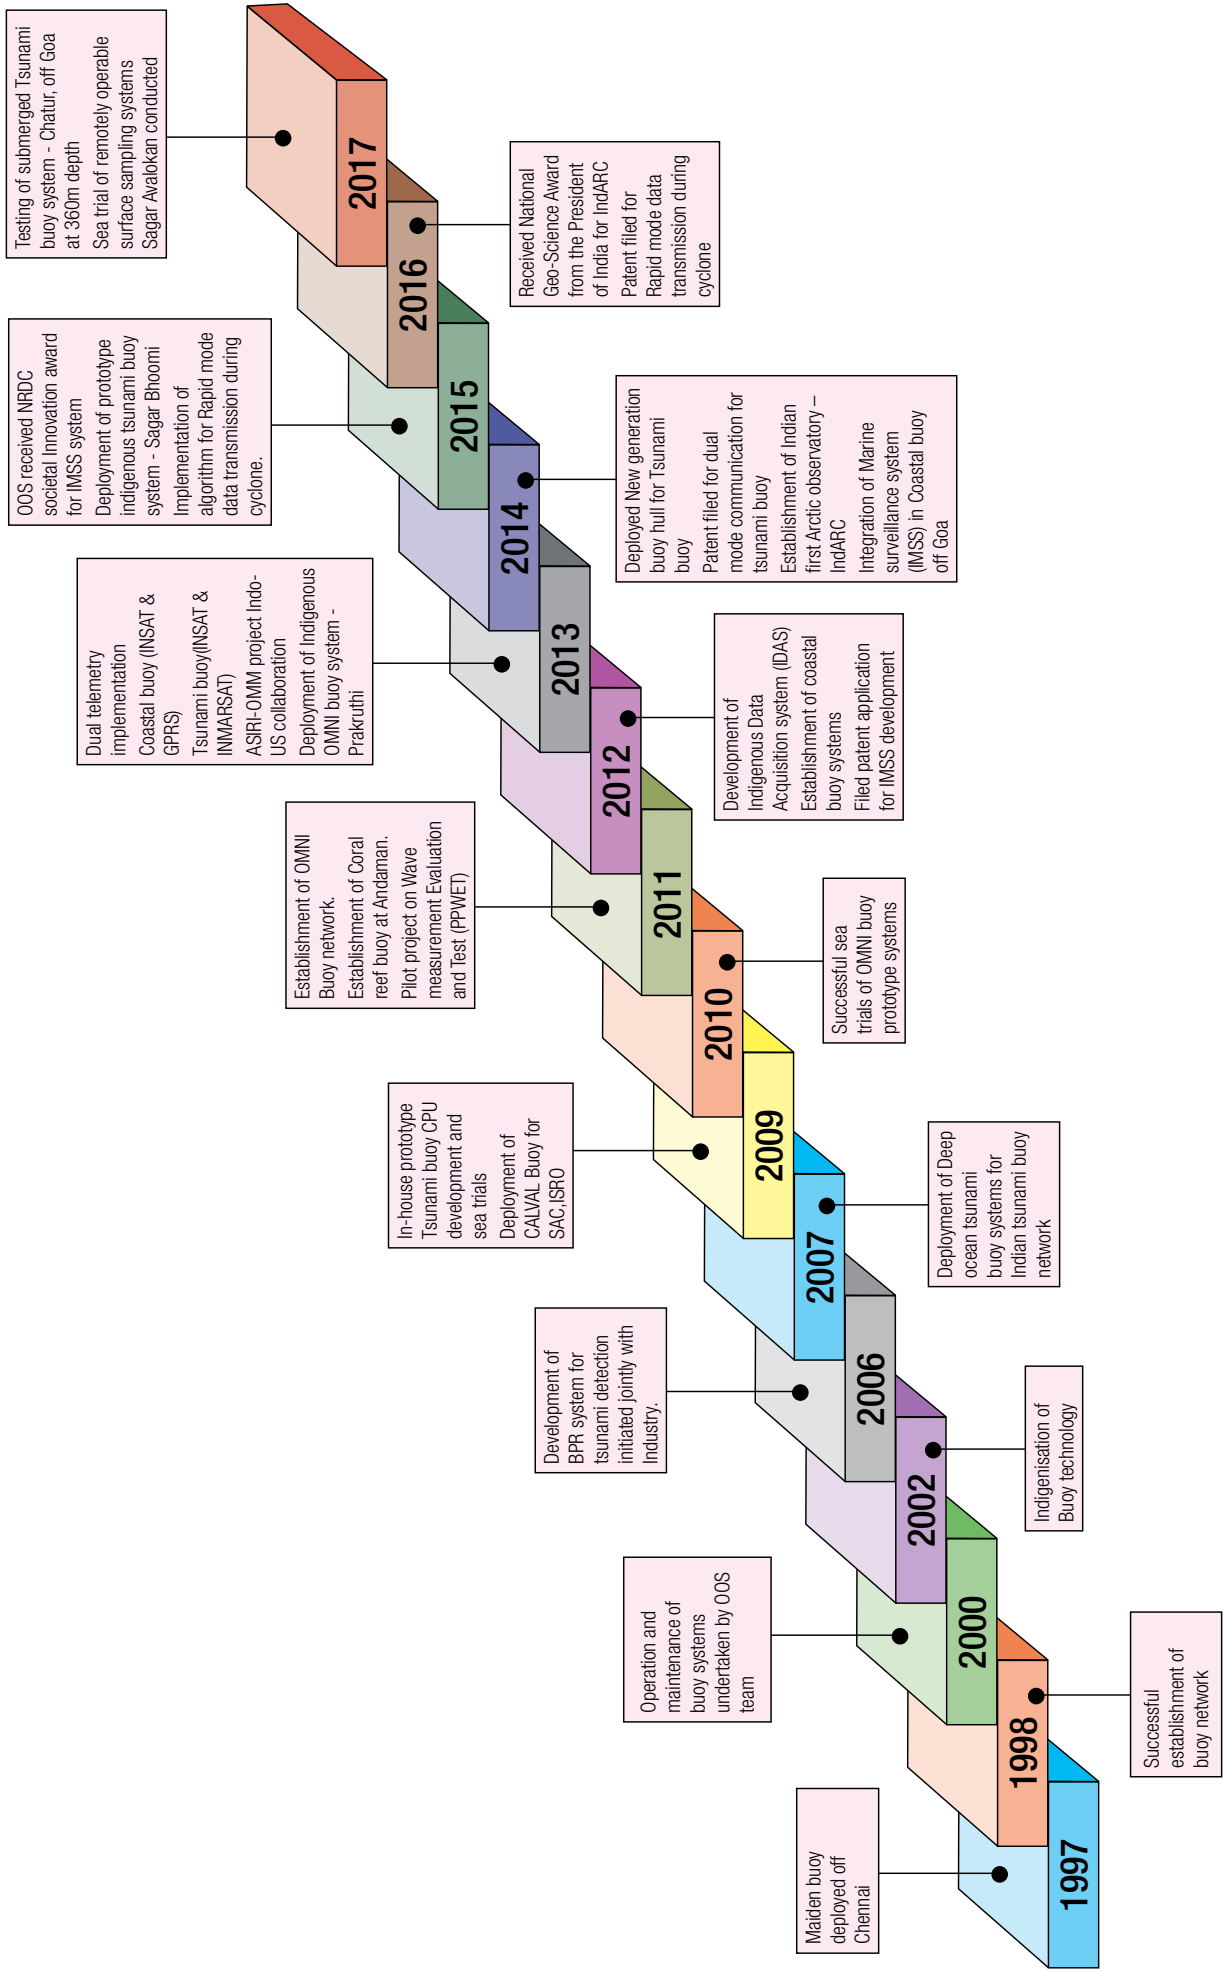 1997
Maiden buoy
deployed off
Chennai
1998
Successful
establishment of
buoy network
2000
Operation and
maintenance of
buoy systems
undertaken by OOS
team
2002
Indigenisation of
Buoy technology
2006
Development of
BPR system for
tsunami detection
initiated jointly with
Industry.
2007
Deployment of Deep
ocean tsunami
buoy systems for
Indian tsunami buoy
network
2009
In-house prototype
Tsunami buoy CPU
development and
sea trials
Deployment of
CALVAL Buoy for
SAC,ISRO
2010
Successful sea
trials of OMNI buoy
prototype systems
2011
Establishment of OMNI
Buoy network.
Establishment of Coral
reef buoy at Andaman.
Pilot project on Wave
measurement Evaluation
and Test (PPWET)
2012
Development of
Indigenous Data
Acquisition system (IDAS)
Establishment of coastal
buoy systems
Filed patent application
for IMSS development
2013
Dual telemetry
implementation
Coastal buoy (INSAT &
GPRS)
Tsunami buoy(INSAT &
INMARSAT)
ASIRI-OMM project Indo-
US collaboration
Deployment of Indigenous
OMNI buoy system -
Prakruthi
2014
Deployed New generation
buoy hull for Tsunami
buoy
Patent filed for dual
mode communication for
tsunami buoy
Establishment of Indian
first Arctic observatory –
IndARC
Integration of Marine
surveillance system
(IMSS) in Coastal buoy
off Goa
2015
OOS received NRDC
societal Innovation award
for IMSS system
Deployment of prototype
indigenous tsunami buoy
system - Sagar Bhoomi
Implementation of
algorithm for Rapid mode
data transmission during
cyclone.
2016
Received National
Geo-Science Award
from the President
of India for IndARC
Patent filed for
Rapid mode data
transmission during
cyclone
2017
Testing of submerged Tsunami
buoy system - Chatur, off Goa
at 360m depth
Sea trial of remotely operable
surface sampling systems
Sagar Avalokan conducted